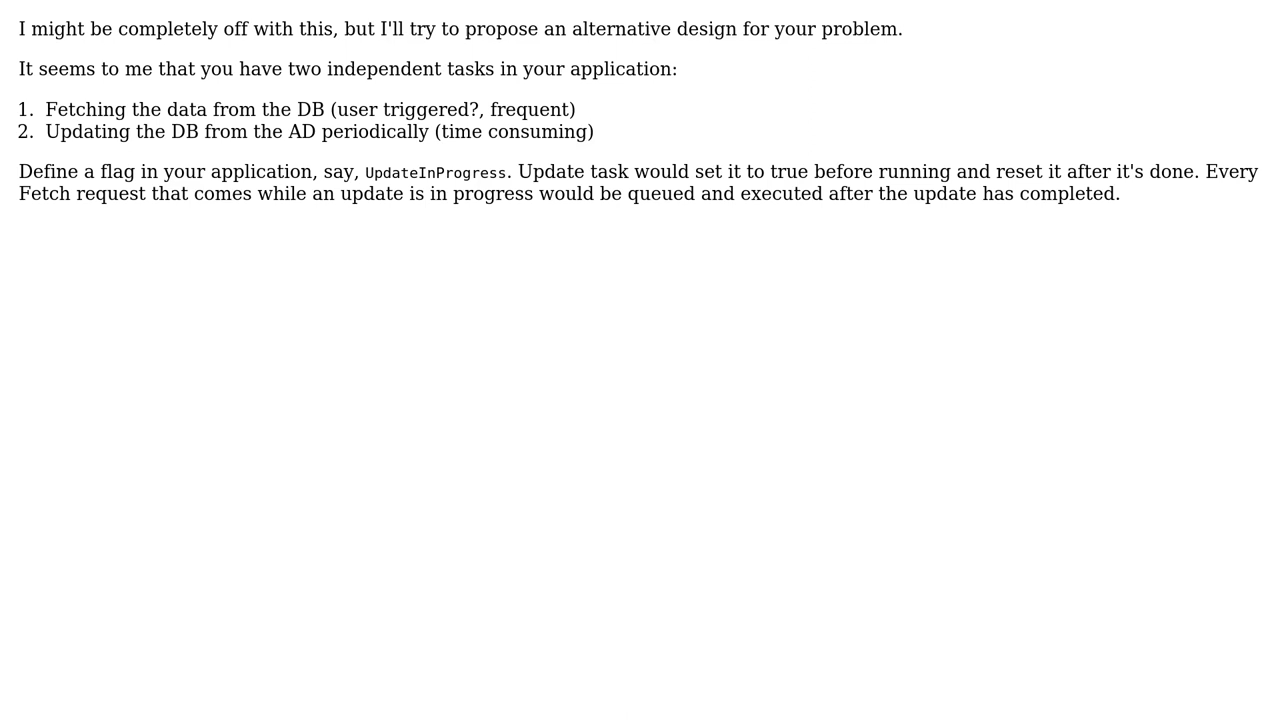 I might be completely off with this, but I'll try to propose an alternative design for your problem.
It seems to me that you have two independent tasks in your application:
1. Fetching the data from the DB (user triggered?, frequent)
2. Updating the DB from the AD periodically (time consuming)
Define a flag in your application, say, UpdateInProgress. Update task would set it to true before running and reset it after it's done. Every
Fetch request that comes while an update is in progress would be queued and executed after the update has completed.